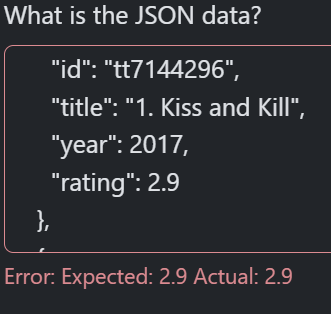 What is the JSON data?
"id": "tt7144296",
"title": "1. Kiss and Kill",
"year": 2017,
"rating": 2.9
},
{
Error: Expected: 2.9 Actual: 2.9